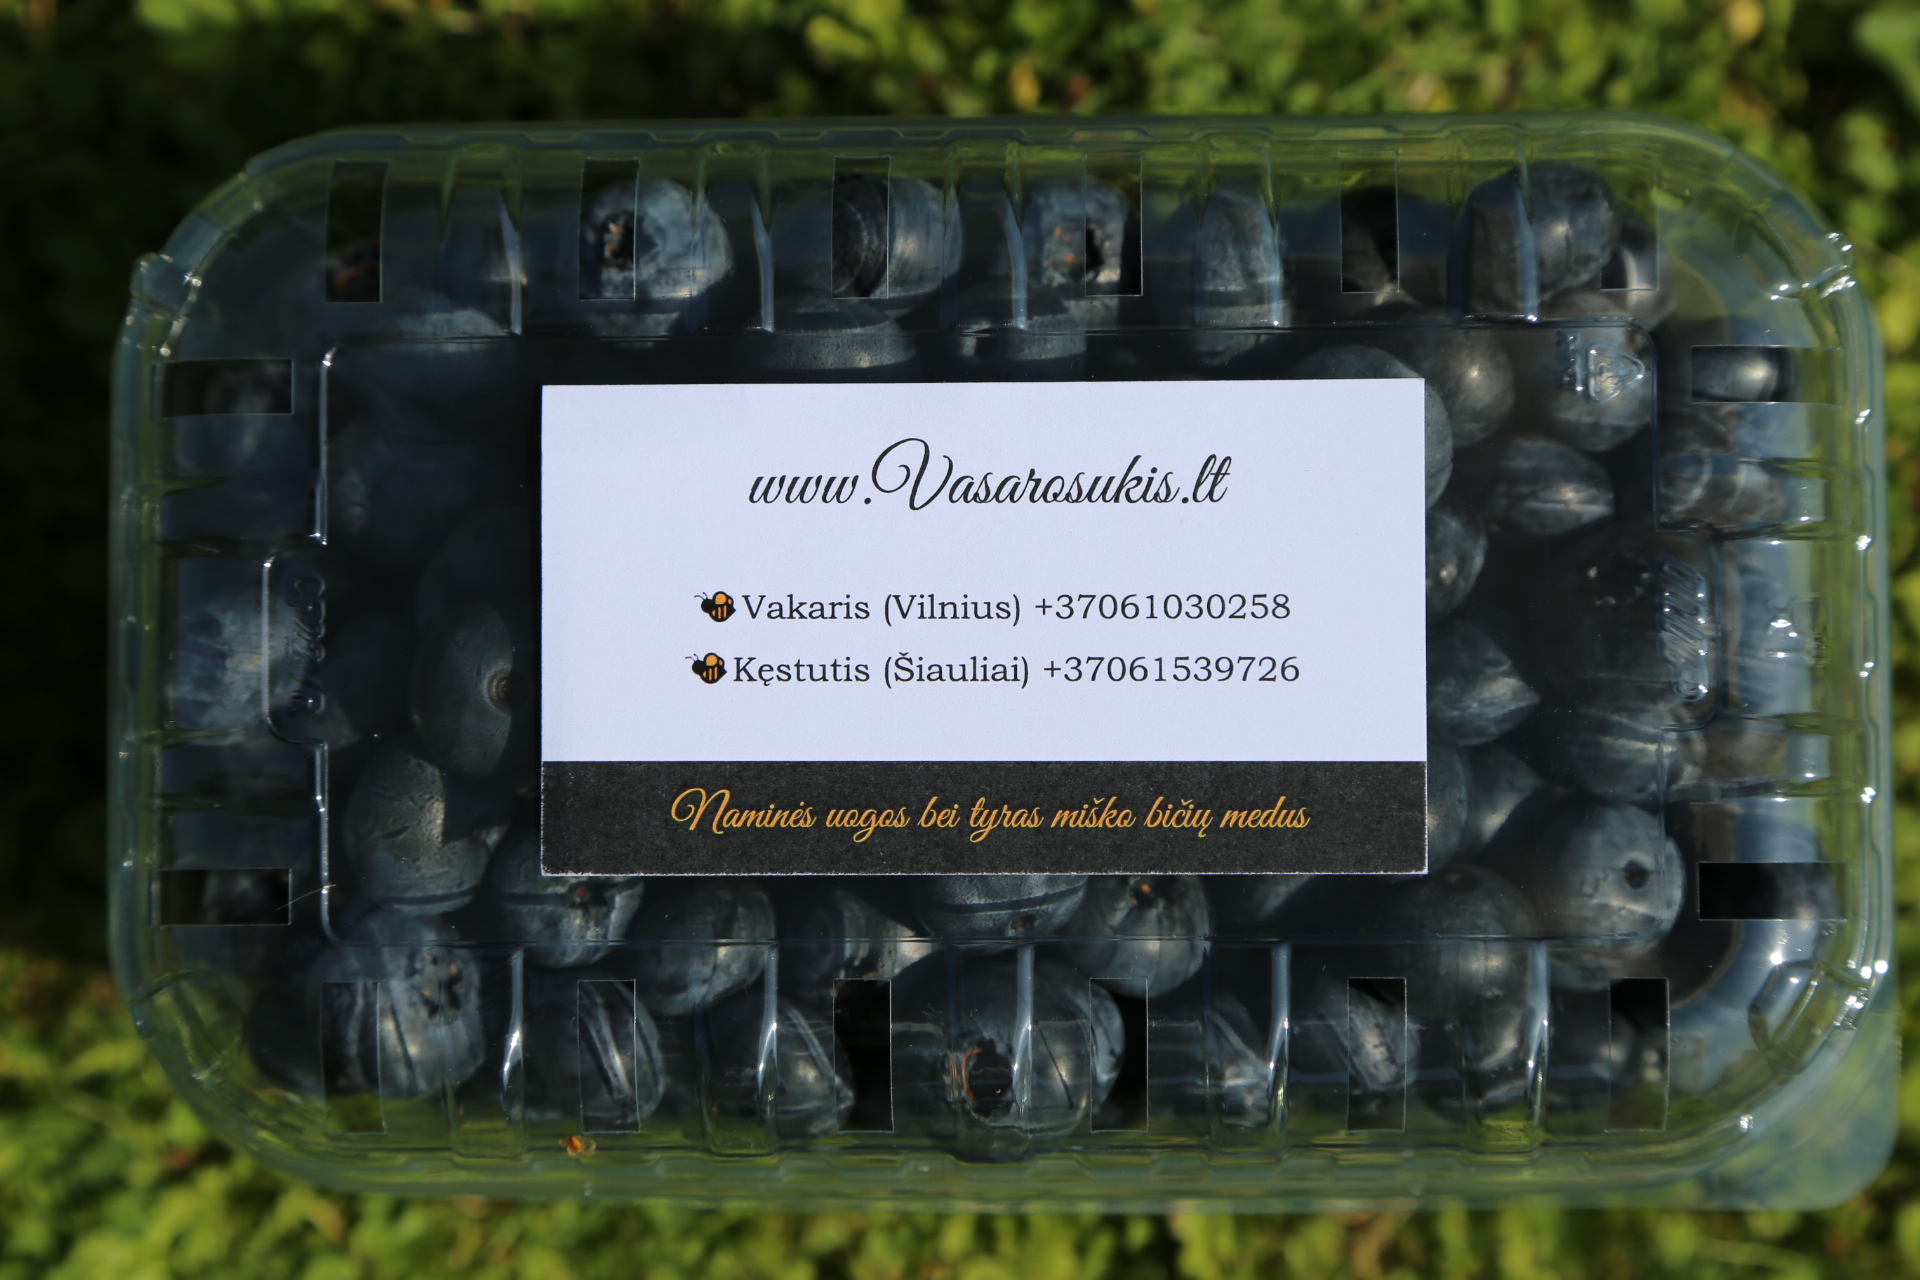 www.Vasarosukis.lt
Vakaris (Vilnius) +37061030258
Kęstutis (Šiauliai) +37061539726
Naminės uogos bei tyras miško bičių medus